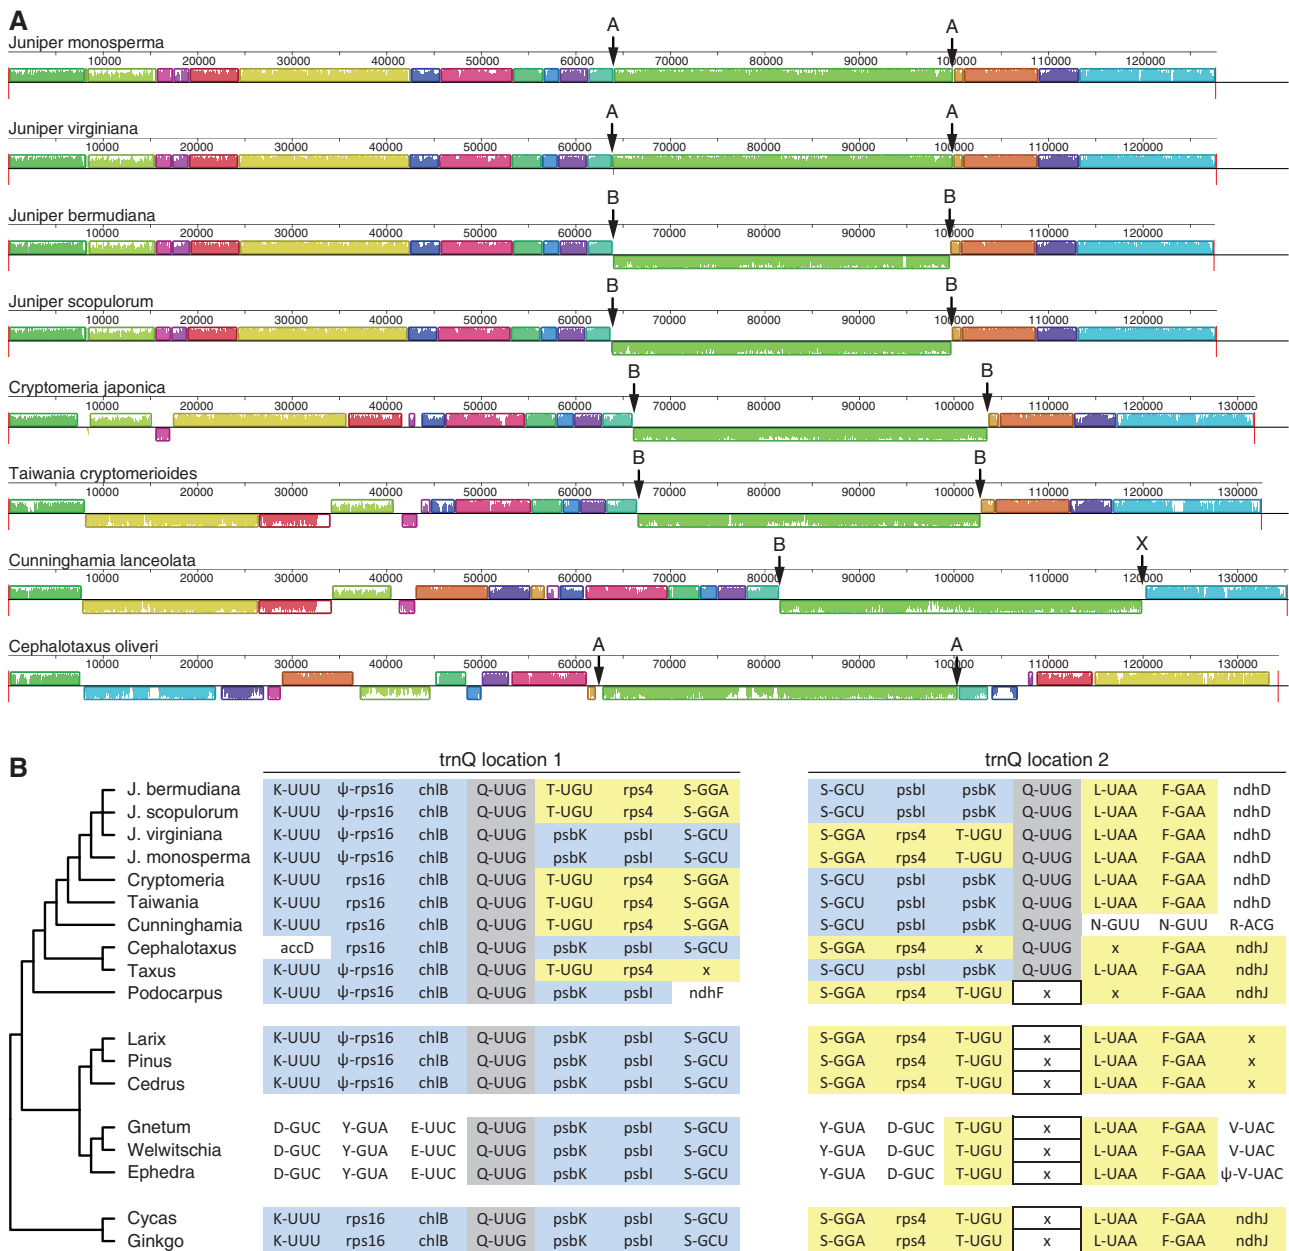 A
A A
Juniper monosperma
10000 20000 30000 40000 50000 60000 70000 80000 90000 100000 110000 120000
A A
Juniper virginiana
10000 20000 30000 40000 50000 60000 70000 80000 90000 100000 110000 120000
B B
Juniper bermudiana
10000 20000 30000 40000 50000 60000 70000 80000 90000 100000 110000 120000
B B
Juniper scopulorum
10000 20000 30000 40000 50000 60000 70000 80000 90000 100000 110000 120000
B B
Cryptomeria japonica
10000 20000 30000 40000 50000 60000 70000 80000 90000 100000 110000 120000 130000
B B
Taiwania cryptomerioides
10000 20000 30000 40000 50000 60000 70000 80000 90000 100000 110000 120000 130000
B X
Cunninghamia lanceolata
10000 20000 30000 40000 50000 60000 70000 80000 90000 100000 110000 120000 130000
A A
Cephalotaxus oliveri
10000 20000 30000 40000 50000 60000 70000 80000 90000 100000 110000 120000 130000
B
trnQ location 1 trnQ location 2
J. bermudiana K-UUU ψ-rps16 chlB Q-UUG T-UGU rps4 S-GGA S-GCU psbI psbK Q-UUG L-UAA F-GAA ndhD
J. scopulorum K-UUU ψ-rps16 chlB Q-UUG T-UGU rps4 S-GGA S-GCU psbI psbK Q-UUG L-UAA F-GAA ndhD
J. virginiana K-UUU ψ-rps16 chlB Q-UUG psbK psbI S-GCU S-GGA rps4 T-UGU Q-UUG L-UAA F-GAA ndhD
J. monosperma K-UUU ψ-rps16 chlB Q-UUG psbK psbI S-GCU S-GGA rps4 T-UGU Q-UUG L-UAA F-GAA ndhD
Cryptomeria K-UUU rps16 chlB Q-UUG T-UGU rps4 S-GGA S-GCU psbI psbK Q-UUG L-UAA F-GAA ndhD
Taiwania K-UUU rps16 chlB Q-UUG T-UGU rps4 S-GGA S-GCU psbI psbK Q-UUG L-UAA F-GAA ndhD
Cunninghamia K-UUU rps16 chlB Q-UUG T-UGU rps4 S-GGA S-GCU psbI psbK Q-UUG N-GUU N-GUU R-ACG
Cephalotaxus accD rps16 chlB Q-UUG psbK psbI S-GCU S-GGA rps4 x Q-UUG x F-GAA ndhJ
Taxus K-UUU ψ-rps16 chlB Q-UUG T-UGU rps4 x S-GCU psbI psbK Q-UUG L-UAA F-GAA ndhJ
Podocarpus K-UUU ψ-rps16 chlB Q-UUG psbK psbI ndhF S-GGA rps4 T-UGU x x F-GAA ndhJ
Larix K-UUU ψ-rps16 chlB Q-UUG psbK psbI S-GCU S-GGA rps4 T-UGU x L-UAA F-GAA x
Pinus K-UUU ψ-rps16 chlB Q-UUG psbK psbI S-GCU S-GGA rps4 T-UGU x L-UAA F-GAA x
Cedrus K-UUU ψ-rps16 chlB Q-UUG psbK psbI S-GCU S-GGA rps4 T-UGU x L-UAA F-GAA x
Gnetum D-GUC Y-GUA E-UUC Q-UUG psbK psbI S-GCU Y-GUA D-GUC T-UGU x L-UAA F-GAA V-UAC
Welwitschia D-GUC Y-GUA E-UUC Q-UUG psbK psbI S-GCU Y-GUA D-GUC T-UGU x L-UAA F-GAA V-UAC
Ephedra D-GUC Y-GUA E-UUC Q-UUG psbK psbI S-GCU Y-GUA D-GUC T-UGU x L-UAA F-GAA ψ-V-UAC
Cycas K-UUU rps16 chlB Q-UUG psbK psbI S-GCU S-GGA rps4 T-UGU x L-UAA F-GAA ndhJ
Ginkgo K-UUU rps16 chlB Q-UUG psbK psbI S-GCU S-GGA rps4 T-UGU x L-UAA F-GAA ndhJ